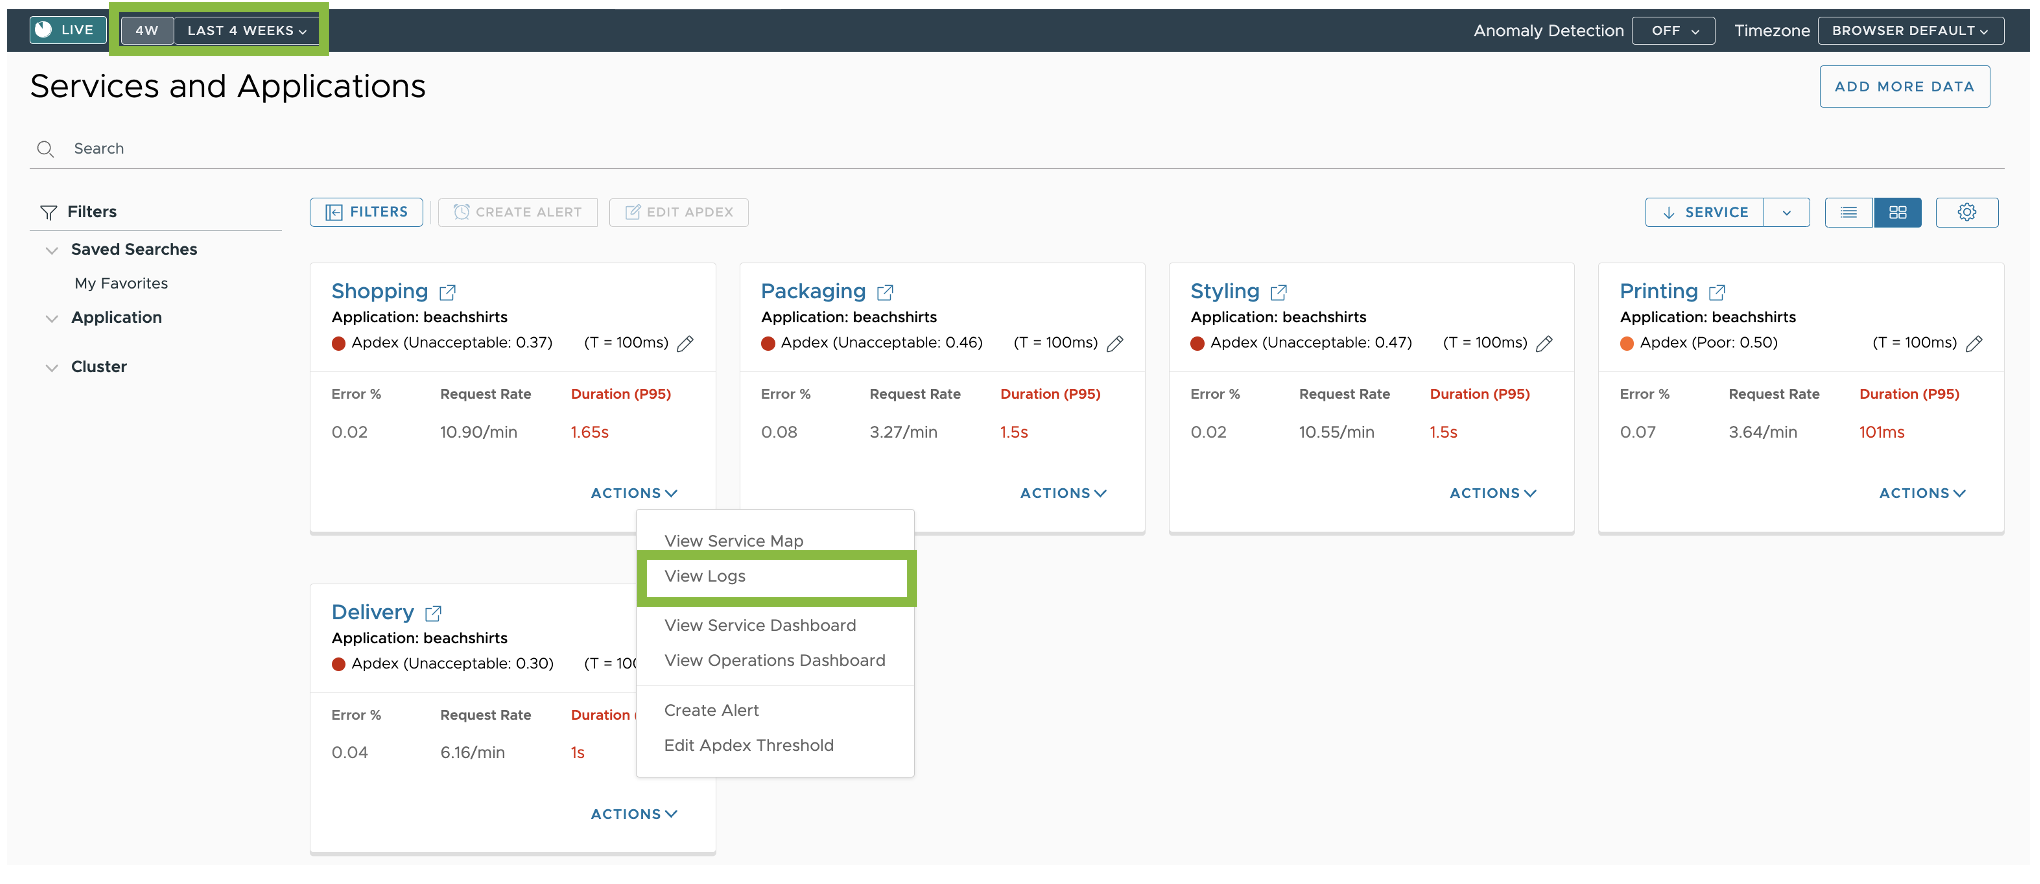 LIVE 4W LAST 4 WEEKS Anomaly Detection OFF Timezone BROWSER DEFAULT
Services and Applications ADD MORE DATA
Search
Filters FILTERS CREATE ALERT EDIT APDEX SERVICE
Saved Searches
My Favorites
Application
Cluster
Shopping
Application: beachshirts
Apdex (Unacceptable: 0.37) (T = 100ms)
Error % Request Rate Duration (P95)
0.02 10.90/min 1.65s
ACTIONS
Packaging
Application: beachshirts
Apdex (Unacceptable: 0.46) (T = 100ms)
Error % Request Rate Duration (P95)
0.08 3.27/min 1.5s
ACTIONS
Styling
Application: beachshirts
Apdex (Unacceptable: 0.47) (T = 100ms)
Error % Request Rate Duration (P95)
0.02 10.55/min 1.5s
ACTIONS
Printing
Application: beachshirts
Apdex (Poor: 0.50) (T = 100ms)
Error % Request Rate Duration (P95)
0.07 3.64/min 101ms
ACTIONS
View Service Map
View Logs
View Service Dashboard
View Operations Dashboard
Create Alert
Edit Apdex Threshold
Delivery
Application: beachshirts
Apdex (Unacceptable: 0.30) (T = 100
Error % Request Rate Duration (
0.04 6.16/min 1s
ACTIONS